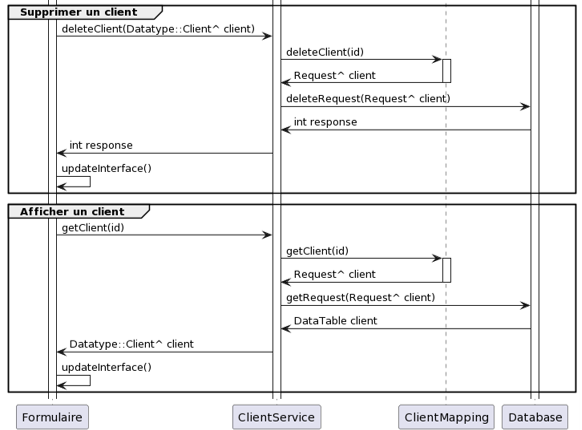 Supprimer un client
deleteClient(Datatype::Client^ client)
deleteClient(id)
Request^ client
deleteRequest(Request^ client)
int response
int response
updateInterface()
Afficher un client
getClient(id)
getClient(id)
Request^ client
getRequest(Request^ client)
DataTable client
Datatype::Client^ client
updateInterface()
Formulaire ClientService ClientMapping Database